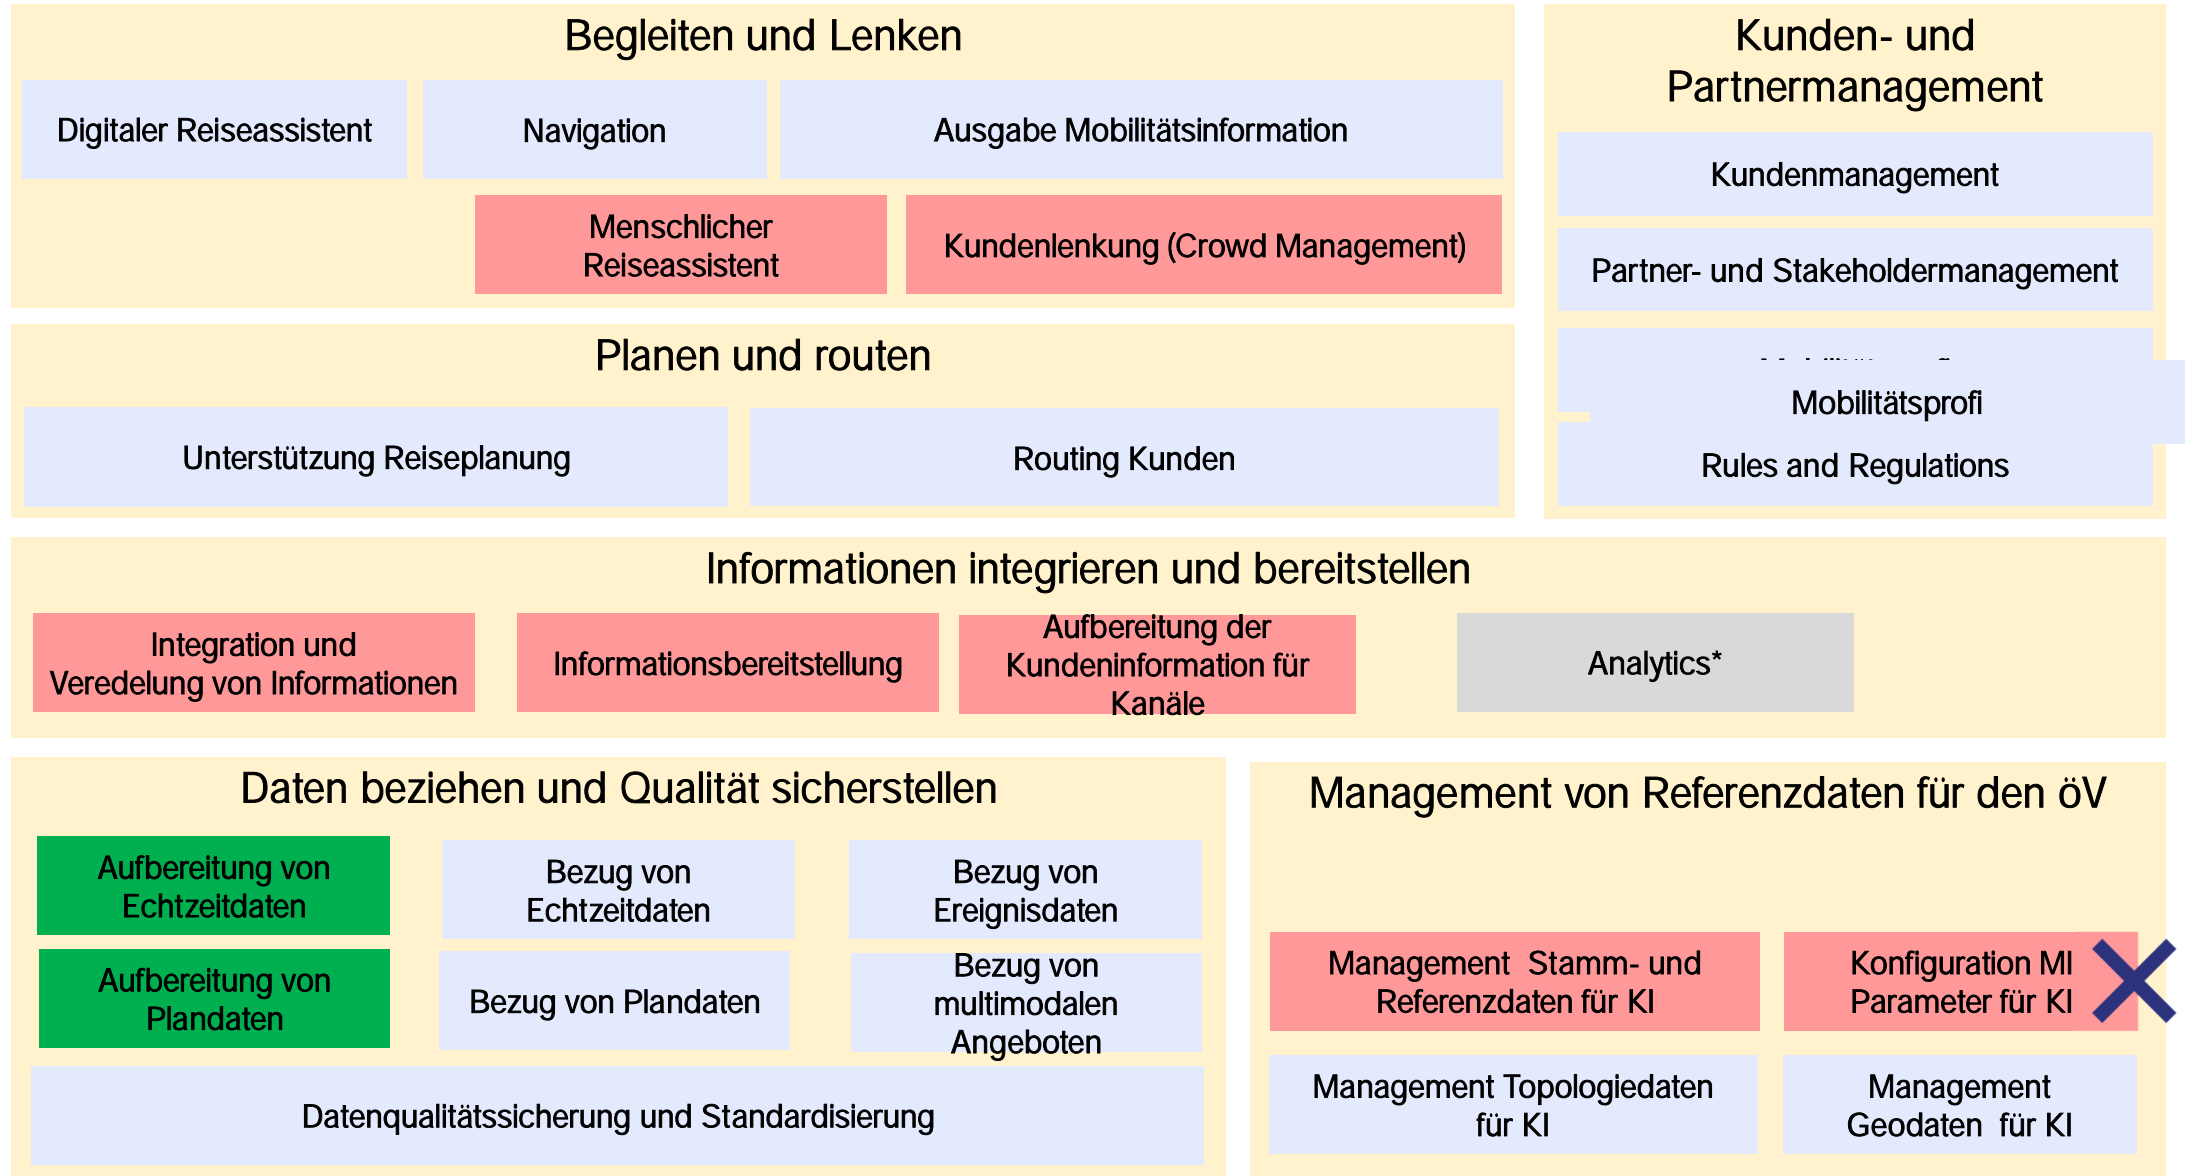 Begleiten und Lenken
Digitaler Reiseassistent
Navigation
Ausgabe Mobilitätsinformation
Menschlicher
Reiseassistent
Kundenlenkung (Crowd Management)
Kunden- und
Partnermanagement
Kundenmanagement
Partner- und Stakeholdermanagement
Mobilitätsprofi
Rules and Regulations
Planen und routen
Unterstützung Reiseplanung
Routing Kunden
Informationen integrieren und bereitstellen
Integration und
Veredelung von Informationen
Informationsbereitstellung
Aufbereitung der
Kundeninformation für
Kanäle
Analytics*
Daten beziehen und Qualität sicherstellen
Aufbereitung von
Echtzeitdaten
Bezug von
Echtzeitdaten
Bezug von
Ereignisdaten
Aufbereitung von
Plandaten
Bezug von Plandaten
Bezug von
multimodalen
Angeboten
Datenqualitätssicherung und Standardisierung
Management von Referenzdaten für den öV
Management  Stamm- und
Referenzdaten für KI
Konfiguration MI
Parameter für KI
Management Topologiedaten
für KI
Management
Geodaten  für KI